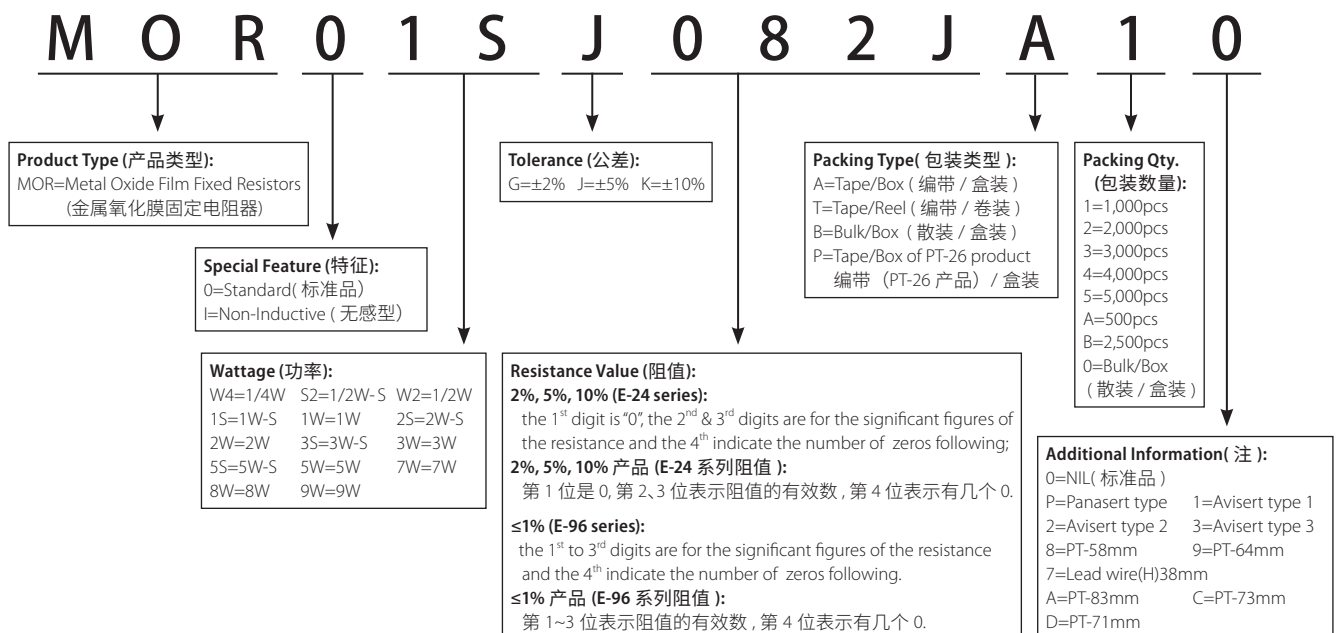 M O R 0 1 S J 0 8 2 J A 1 0
Product Type (产品类型):
MOR=Metal Oxide Film Fixed Resistors
(金属氧化膜固定电阻器)
Special Feature (特征):
0=Standard( 标准品)
I=Non-Inductive ( 无感型)
Wattage (功率):
W4=1/4W S2=1/2W-S W2=1/2W
1S=1W-S 1W=1W 2S=2W-S
2W=2W 3S=3W-S 3W=3W
5S=5W-S 5W=5W 7W=7W
8W=8W 9W=9W
Tolerance (公差):
G=±2% J=±5% K=±10%
Resistance Value (阻值):
2%, 5%, 10% (E-24 series):
the 1st digit is “0”, the 2nd & 3rd digits are for the significant figures of
the resistance and the 4th indicate the number of zeros following;
2%, 5%, 10% 产品 (E-24 系列阻值 ):
第 1 位是 0, 第 2、3 位表示阻值的有效数 , 第 4 位表示有几个 0.
≤1% (E-96 series):
the 1st to 3rd digits are for the significant figures of the resistance
and the 4th indicate the number of zeros following.
≤1% 产品 (E-96 系列阻值 ):
第 1~3 位表示阻值的有效数 , 第 4 位表示有几个 0.
Packing Type( 包装类型 ):
A=Tape/Box ( 编带 / 盒装 )
T=Tape/Reel ( 编带 / 卷装 )
B=Bulk/Box ( 散装 / 盒装 )
P=Tape/Box of PT-26 product
编带 (PT-26 产品) / 盒装
Packing Qty.
(包装数量):
1=1,000pcs
2=2,000pcs
3=3,000pcs
4=4,000pcs
5=5,000pcs
A=500pcs
B=2,500pcs
0=Bulk/Box
( 散装 / 盒装 )
Additional Information( 注 ):
0=NIL( 标准品 )
P=Panasert type 1=Avisert type 1
2=Avisert type 2 3=Avisert type 3
8=PT-58mm 9=PT-64mm
7=Lead wire(H)38mm
A=PT-83mm C=PT-73mm
D=PT-71mm